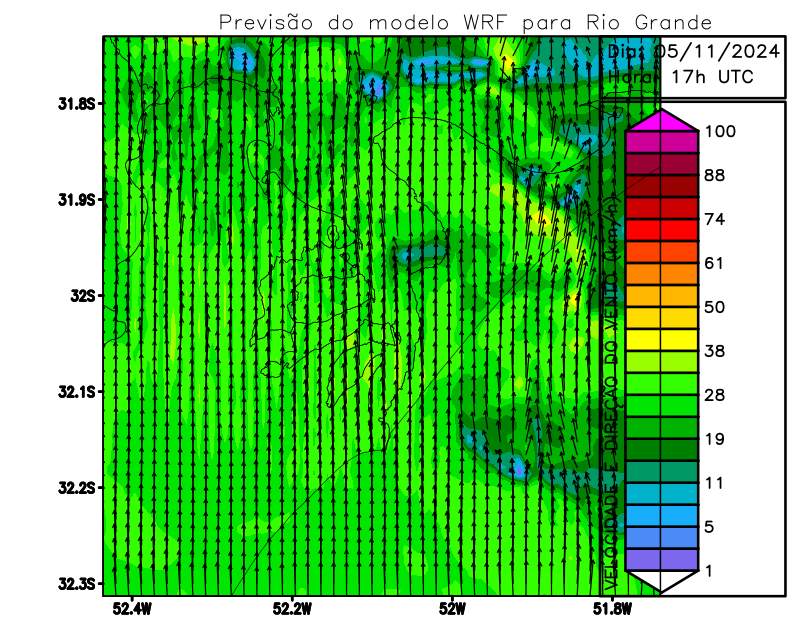 Previsão do modelo WRF para Rio Grande
Dia: 05/11/2024
Hora: 17h UTC
31.8S
31.9S
32S
32.1S
32.2S
32.3S
52.4W 52.2W 52W 51.8W
VELOCIDADE E DIREÇÃO DO VENTO (km/h)
100
88
74
61
50
38
28
19
11
5
1